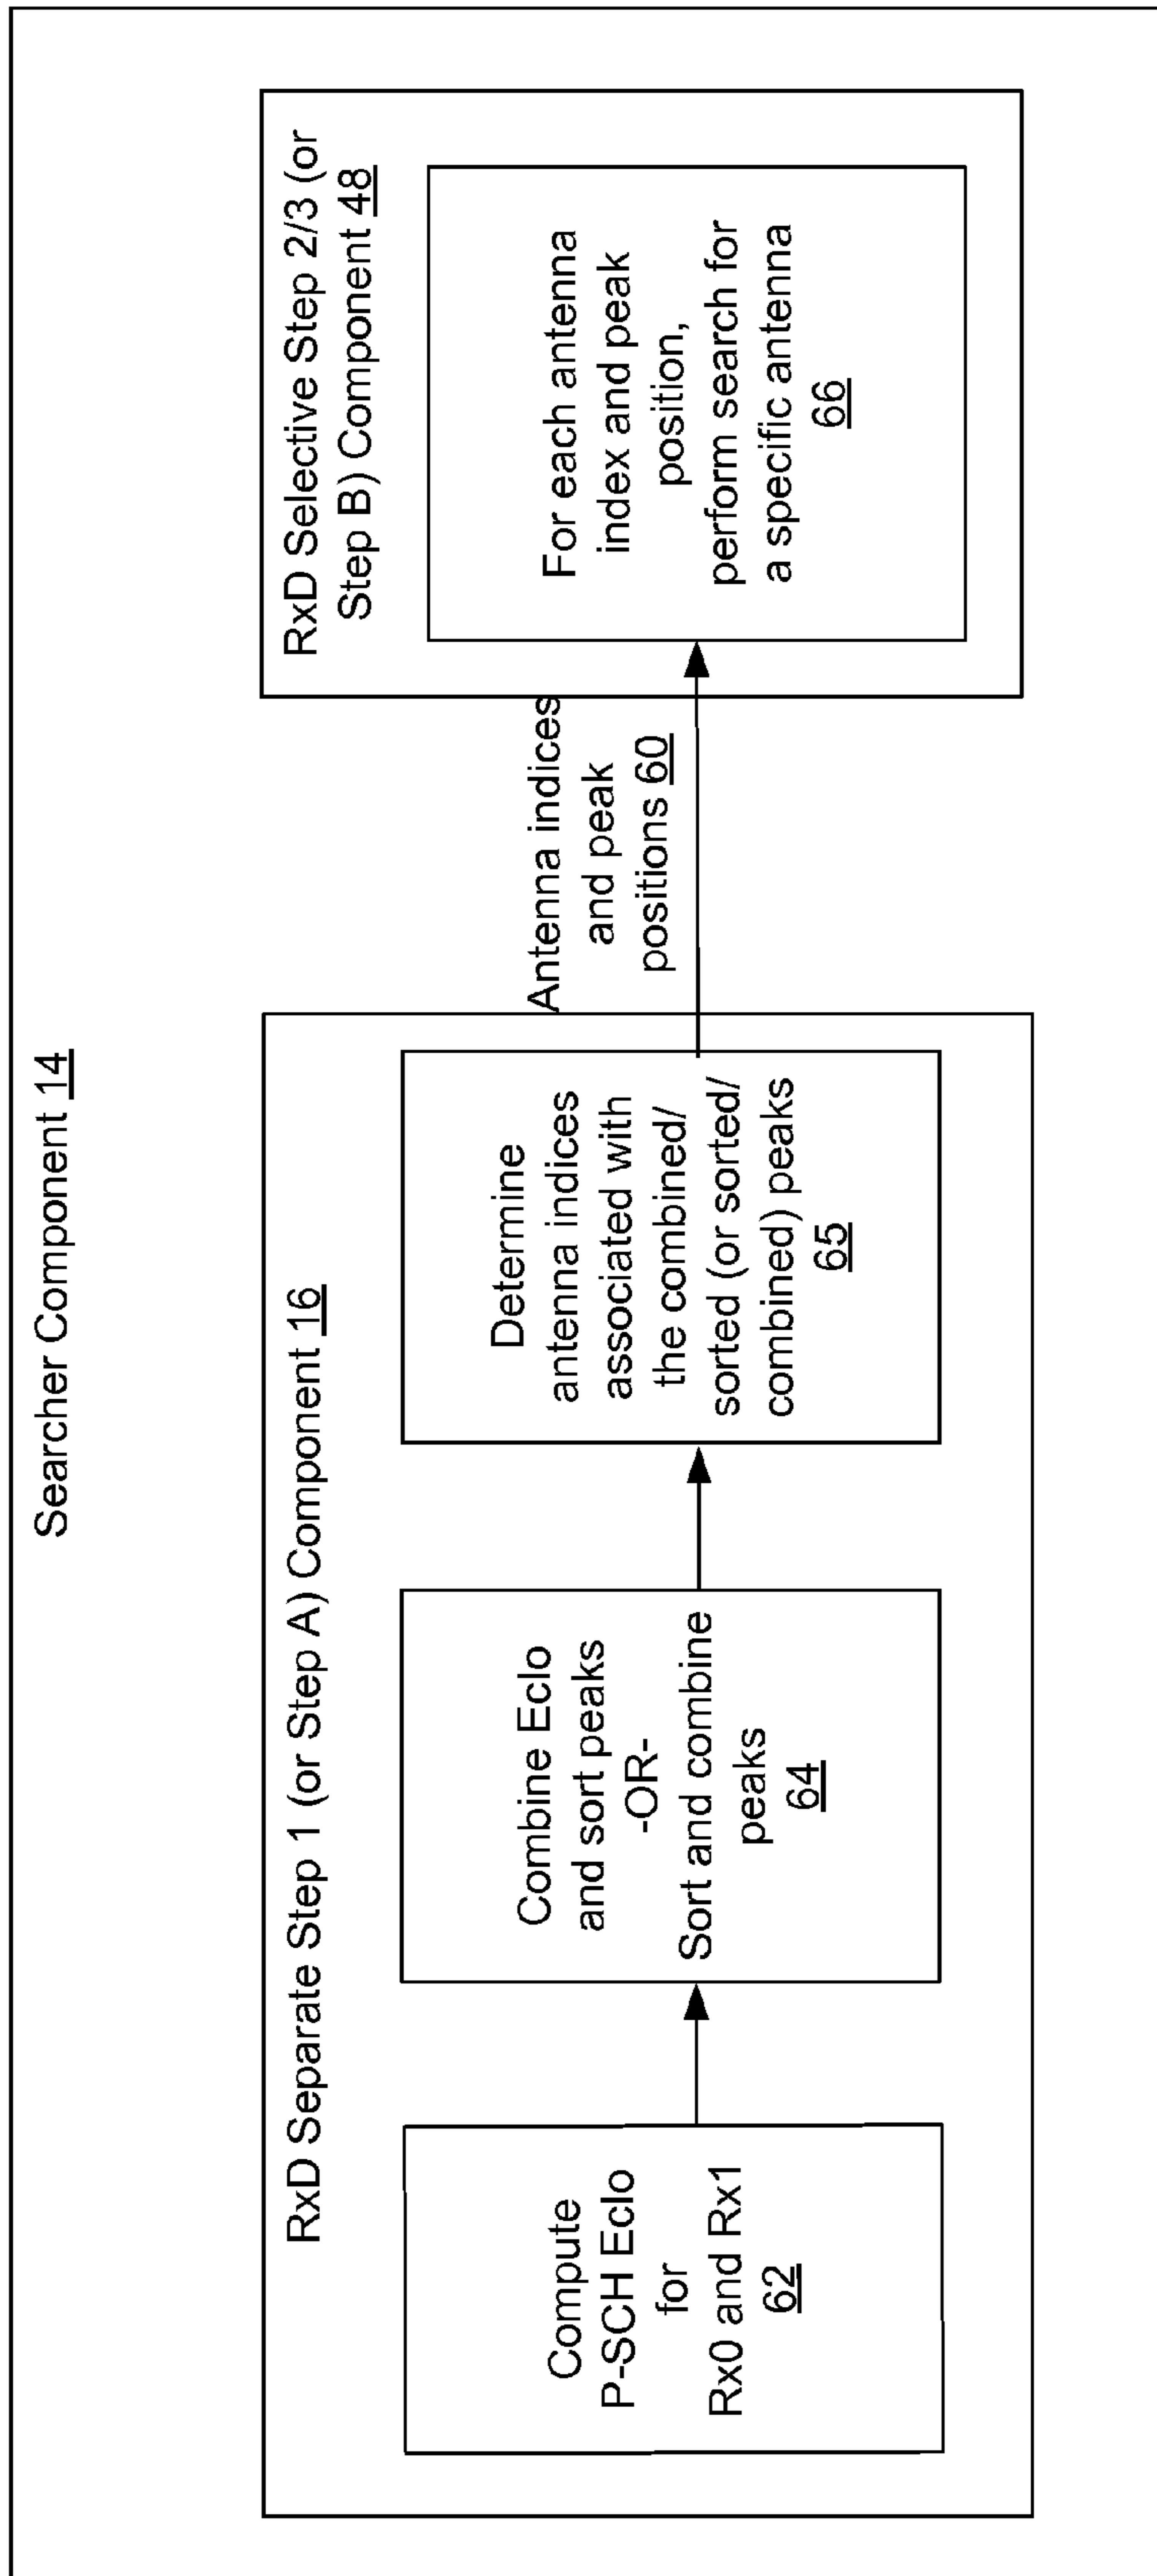 Searcher Component 14
RxD Separate Step 1 (or Step A) Component 16
Compute
P-SCH EcIo
for
Rx0 and Rx1
62
Combine EcIo
and sort peaks
-OR-
Sort and combine
peaks
64
Determine
antenna indices
associated with
the combined/
sorted (or sorted/
combined) peaks
65
Antenna indices
and peak
positions 60
RxD Selective Step 2/3 (or
Step B) Component 48
For each antenna
index and peak
position,
perform search for
a specific antenna
66